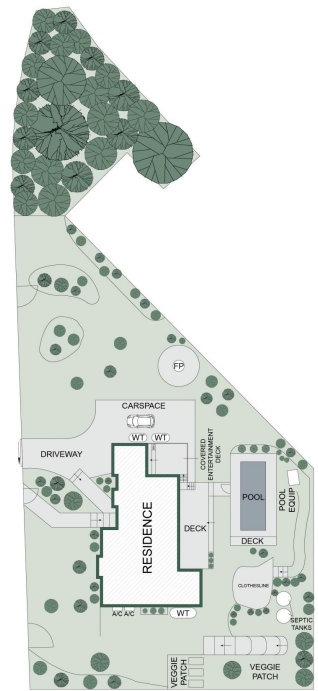 FP
CARSPACE
WT
WT
COVERED
ENTERTAINMENT
DECK
DRIVEWAY
RESIDENCE
POOL
POOL
EQUIP
DECK
DECK
CLOTHESLINE
A/C A/C
WT
SEPTIC
TANKS
VEGGIE
PATCH
VEGGIE
PATCH